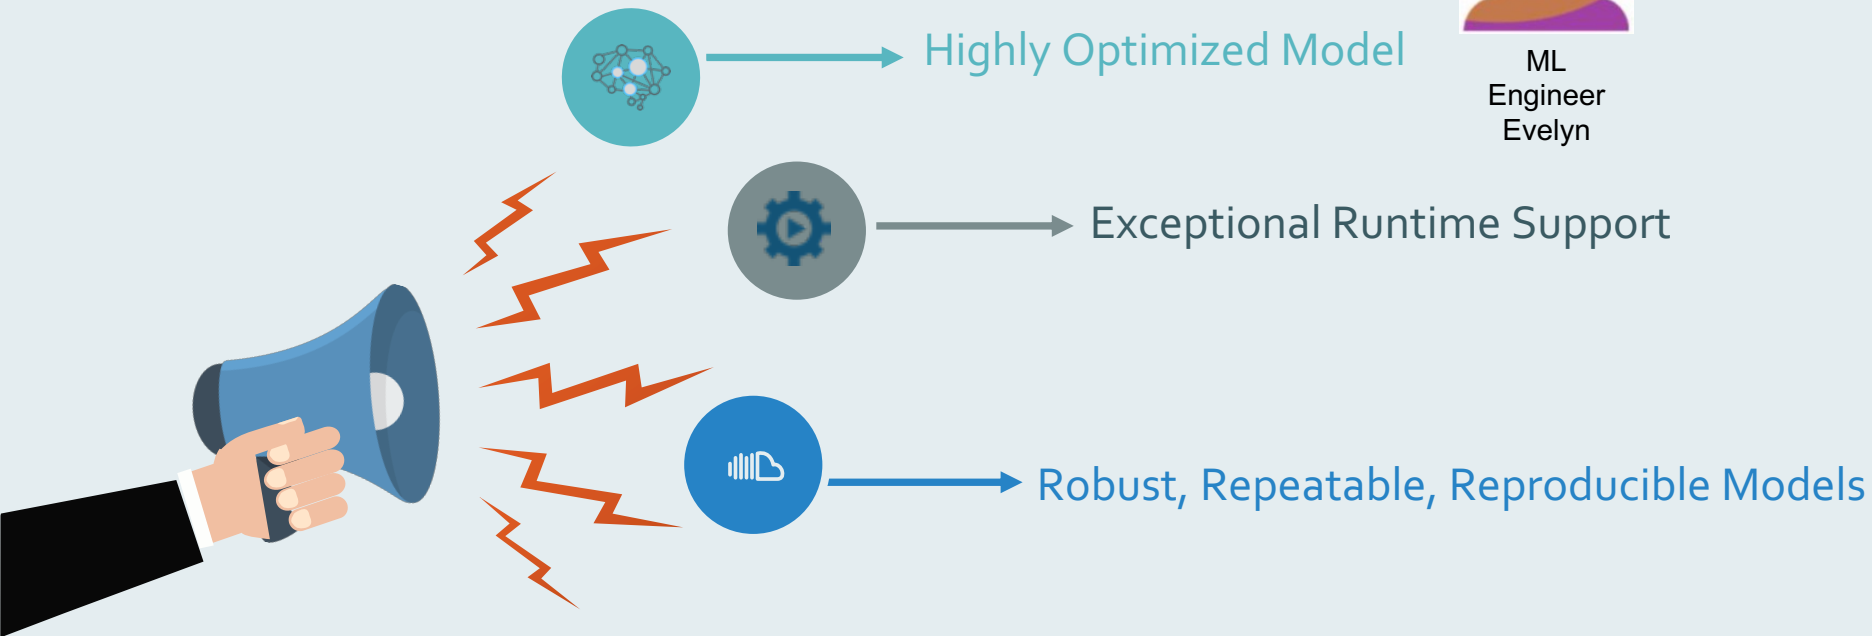 Highly Optimized Model
ML
Engineer
Evelyn
Exceptional Runtime Support
Robust, Repeatable, Reproducible Models